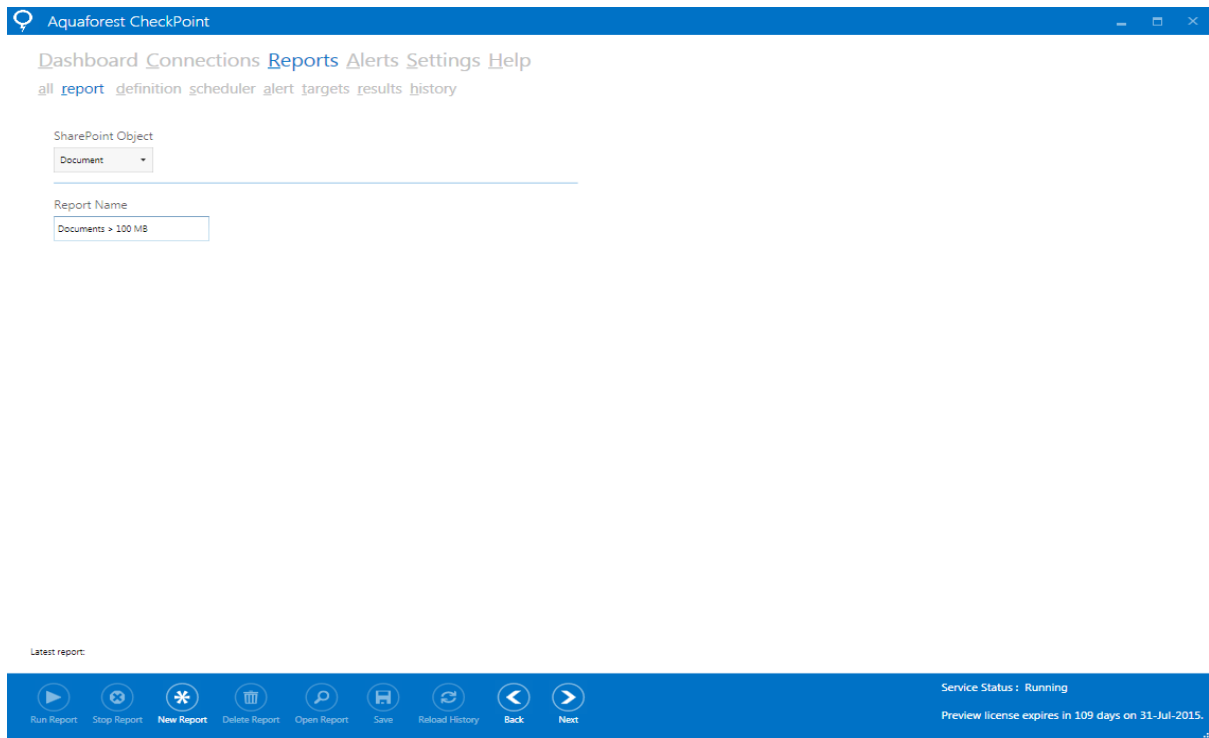 Aquaforest CheckPoint
Dashboard Connections Reports Alerts Settings Help
all report definition scheduler alert targets results history
SharePoint Object
Document
Report Name
Documents > 100 MB
Latest report:
Run Report Stop Report New Report Delete Report Open Report Save Reload History Back Next
Service Status : Running
Preview license expires in 109 days on 31-Jul-2015.